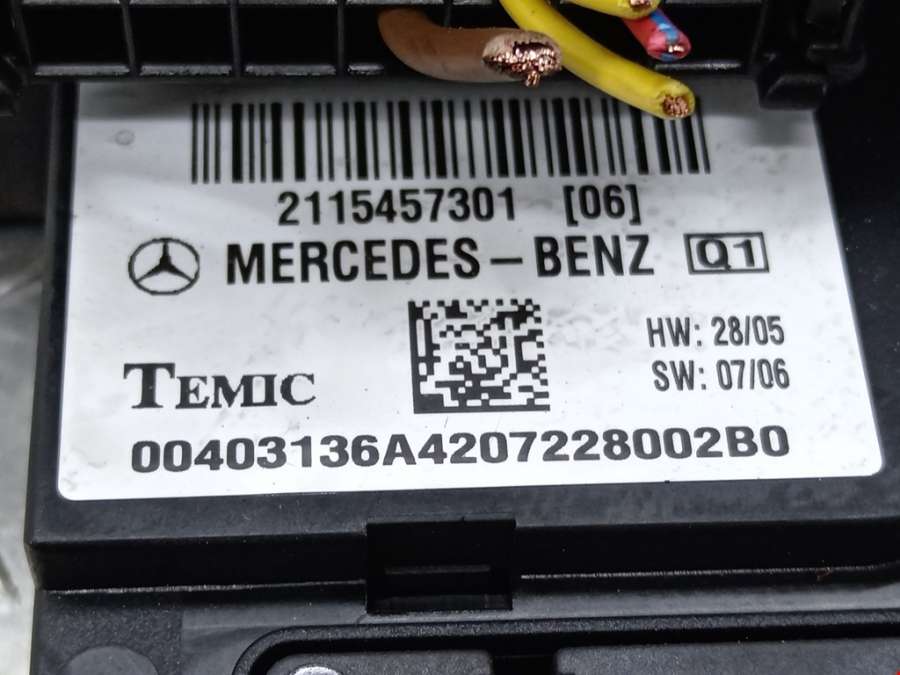 2115457301 [06]
MERCEDES-BENZ Q1
HW: 28/05
SW: 07/06
TEMIC
00403136A4207228002B0